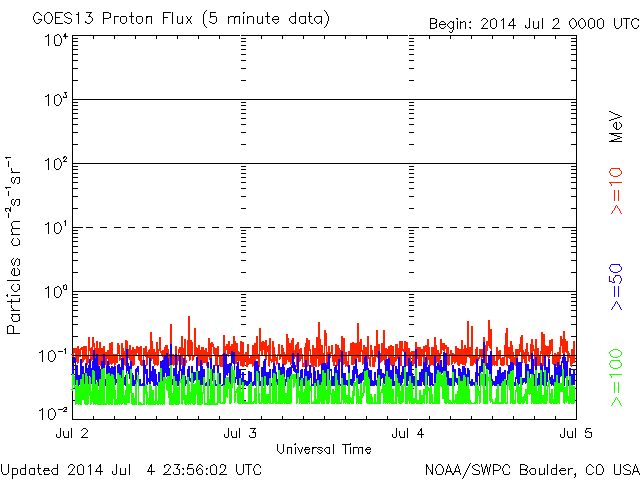 GOES13 Proton Flux (5 minute data)
Begin: 2014 Jul 2 0000 UTC
10⁴
10³
10²
10¹
10⁰
10⁻¹
10⁻²
Particles cm⁻²s⁻¹sr⁻¹
MeV
>=10
>=50
>=100
Jul 2
Jul 3
Jul 4
Jul 5
Universal Time
Updated 2014 Jul 4 23:56:02 UTC
NOAA/SWPC Boulder, CO USA